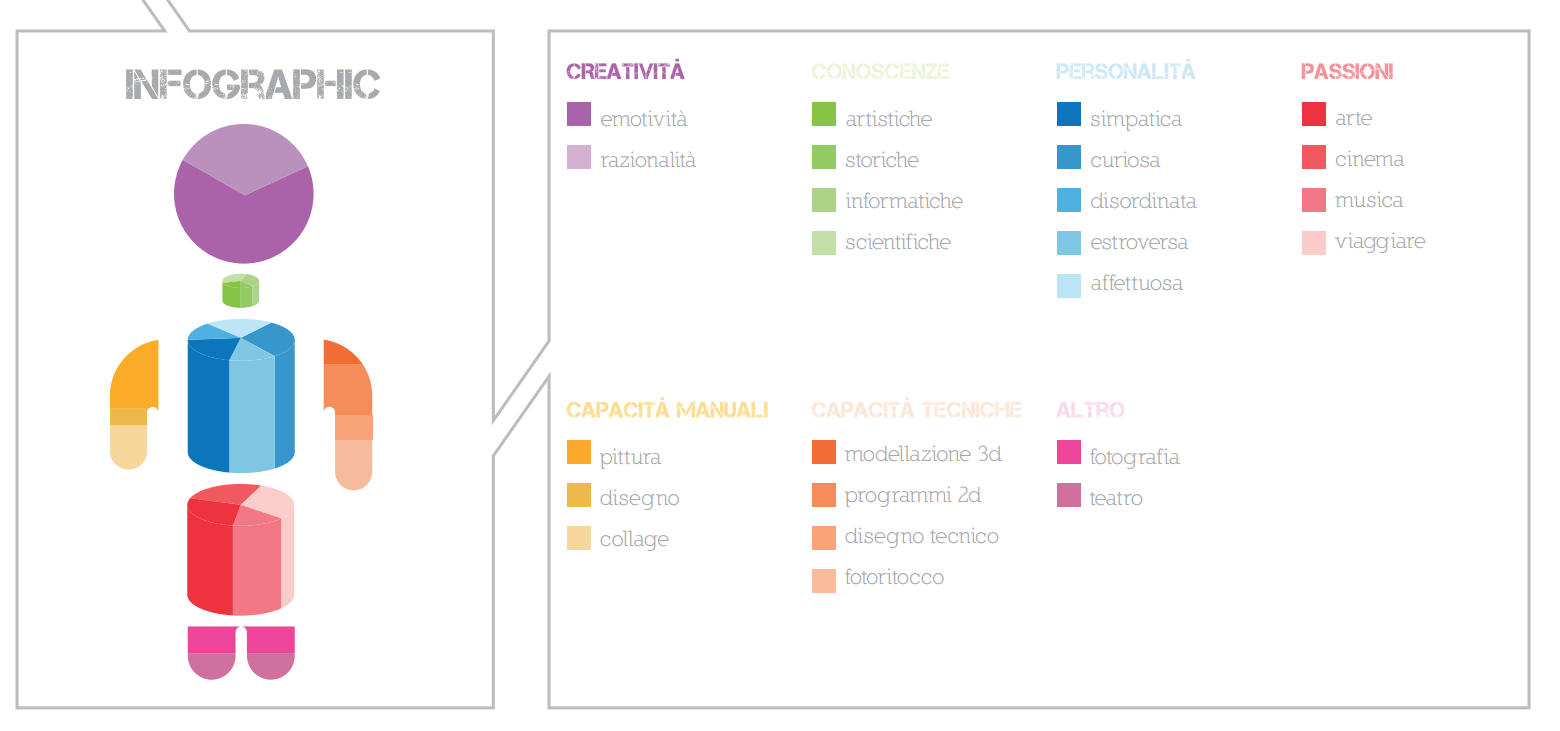 INFOGRAPHIC
CREATIVITÀ
emotività
razionalità
CONOSCENZE
artistiche
storiche
informatiche
scientifiche
PERSONALITÀ
simpatica
curiosa
disordinata
estroversa
affettuosa
PASSIONI
arte
cinema
musica
viaggiare
CAPACITÀ MANUALI
pittura
disegno
collage
CAPACITÀ TECNICHE
modellazione 3d
programmi 2d
disegno tecnico
fotoritocco
ALTRO
fotografia
teatro